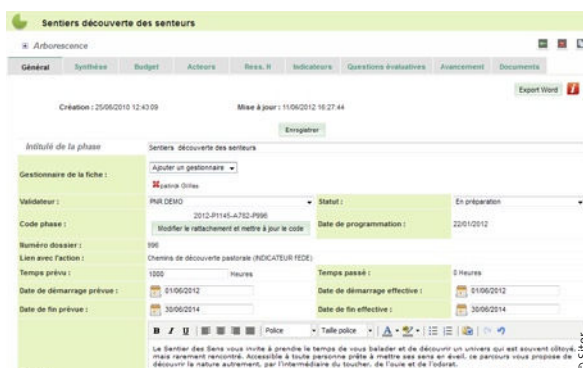 Sentiers découverte des senteurs
Arborescence
Général Synthèse Budget Acteurs Ress. H Indicateurs Questions évaluatives Avancement Documents
Export Word
Création : 25/06/2010 12:43:09 Mise à jour : 11/06/2012 16:27:44
Enregistrer
Intitulé de la phase Sentiers découverte des senteurs
Gestionnaire de la fiche : Ajouter un gestionnaire
patrick Gilles
Validateur : PNR DEMO Statut : En préparation
Code phase : 2012-P1145-A762-P996 Date de programmation : 22/01/2012
Modifier le rattachement et mettre à jour le code
Numéro dossier : 996
Lien avec l'action : Chemins de découverte pastorale (INDICATEUR FEDE)
Temps prévu : 1000 Heures Temps passé : 0 Heures
Date de démarrage prévue : 01/06/2012 Date de démarrage effective : 01/06/2012
Date de fin prévue : 30/06/2014 Date de fin effective : 30/06/2014
B I U Police Taille police A
Le Sentier des Sens vous invite à prendre le temps de vous balader et de découvrir un univers qui est souvent côtoyé,
mais rarement rencontré. Accessible à toute personne prête à mettre ses sens en éveil, ce parcours vous propose de
découvrir la nature autrement, par l'intermédiaire du toucher, de l'ouïe et de l'odorat.